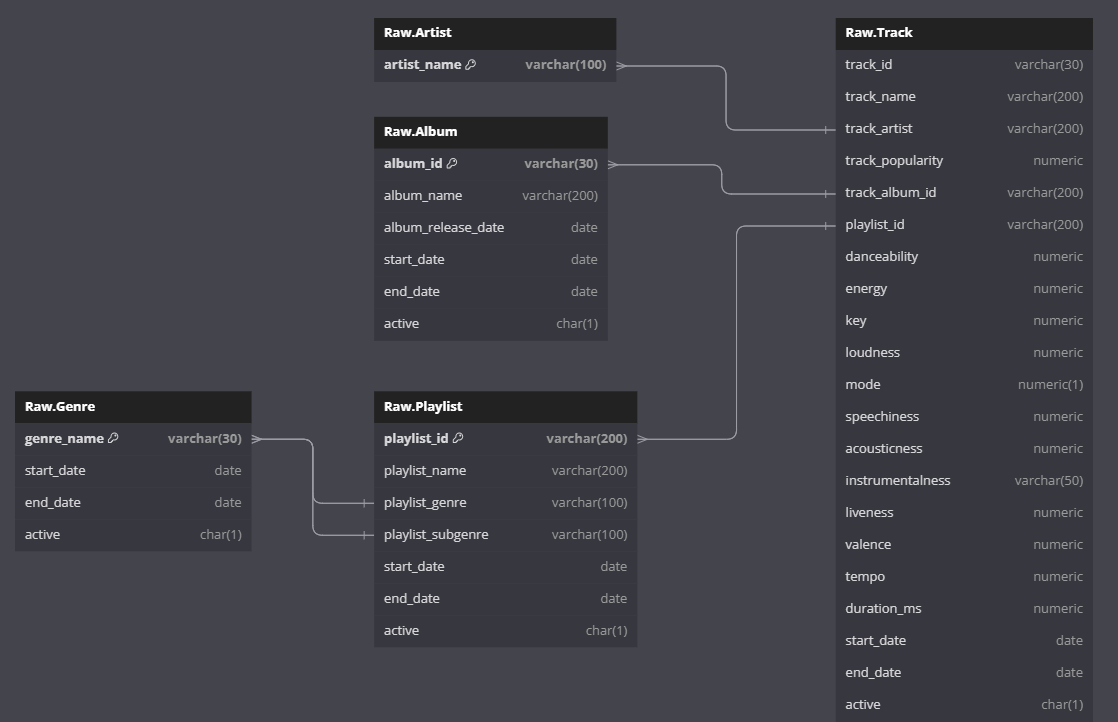 Raw.Artist
artist_name varchar(100)
Raw.Album
album_id varchar(30)
album_name varchar(200)
album_release_date date
start_date date
end_date date
active char(1)
Raw.Genre
genre_name varchar(30)
start_date date
end_date date
active char(1)
Raw.Playlist
playlist_id varchar(200)
playlist_name varchar(200)
playlist_genre varchar(100)
playlist_subgenre varchar(100)
start_date date
end_date date
active char(1)
Raw.Track
track_id varchar(30)
track_name varchar(200)
track_artist varchar(200)
track_popularity numeric
track_album_id varchar(200)
playlist_id varchar(200)
danceability numeric
energy numeric
key numeric
loudness numeric
mode numeric(1)
speechiness numeric
acousticness numeric
instrumentalness varchar(50)
liveness numeric
valence numeric
tempo numeric
duration_ms numeric
start_date date
end_date date
active char(1)